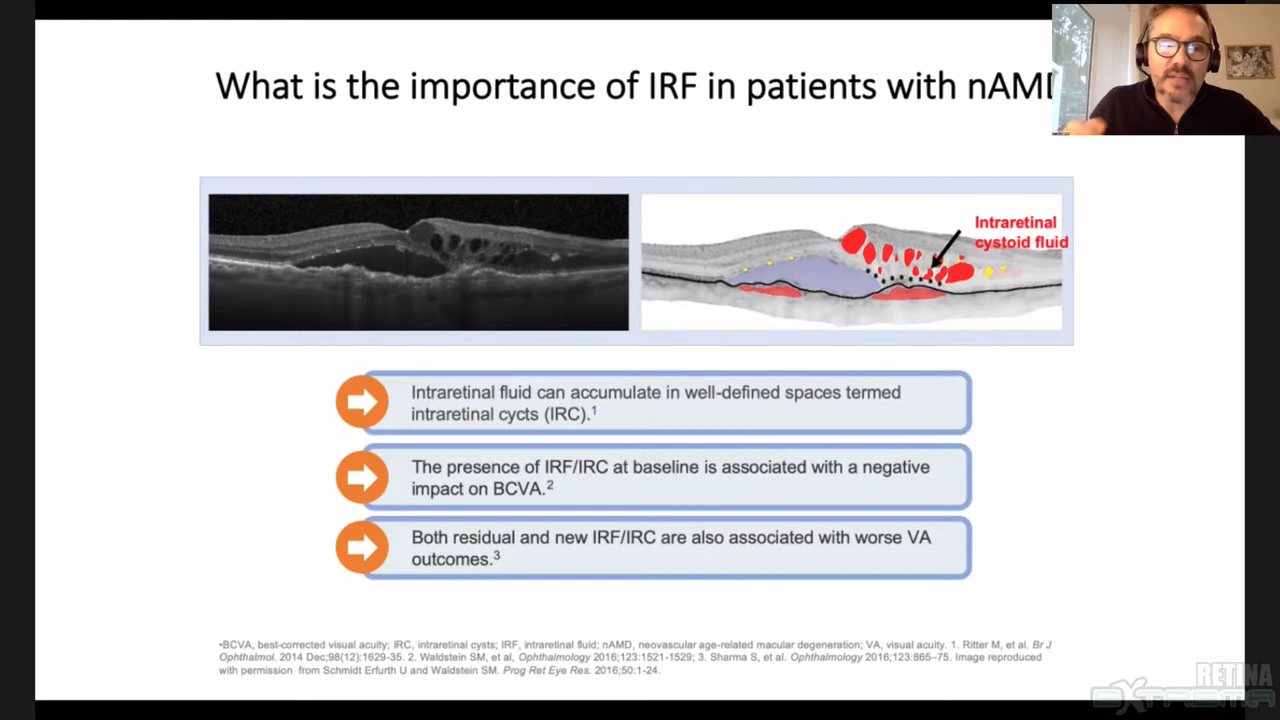 What is the importance of IRF in patients with nAMD
Intraretinal
cystoid fluid
Intraretinal fluid can accumulate in well-defined spaces termed
intraretinal cycts (IRC).1
The presence of IRF/IRC at baseline is associated with a negative
impact on BCVA.2
Both residual and new IRF/IRC are also associated with worse VA
outcomes.3
•BCVA, best-corrected visual acuity; IRC, intraretinal cysts; IRF, intraretinal fluid; nAMD, neovascular age-related macular degeneration; VA, visual acuity. 1. Ritter M, et al. Br J
Ophthalmol. 2014 Dec;98(12):1629-35. 2. Waldstein SM, et al, Ophthalmology 2016;123:1521-1529; 3. Sharma S, et al. Ophthalmology 2016;123:865–75. Image reproduced
with permission from Schmidt Erfurth U and Waldstein SM. Prog Ret Eye Res. 2016;50:1-24.
RETINA
EXTREMA